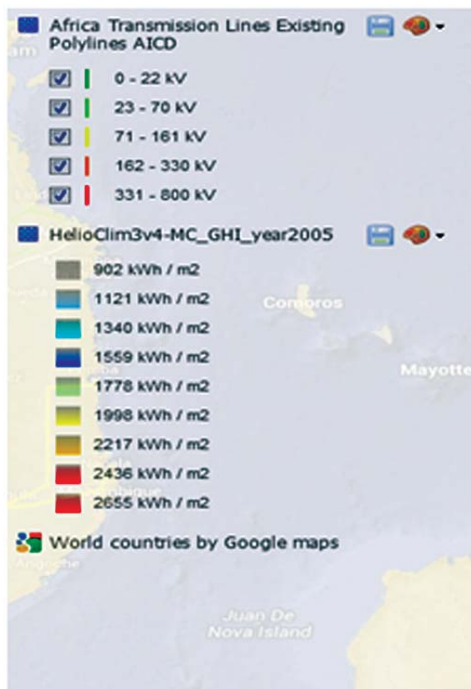 Africa Transmission Lines Existing
Polylines AICD
0 - 22 kV
23 - 70 kV
71 - 161 kV
162 - 330 kV
331 - 800 kV
HelioClim3v4-MC_GHI_year2005
902 kWh / m2
1121 kWh / m2
Comoros
1340 kWh / m2
1559 kWh / m2
Mayotte
1778 kWh / m2
1998 kWh / m2
2217 kWh / m2
2436 kWh / m2
2655 kWh / m2
World countries by Google maps
Angoche
Juan De
Nova Island